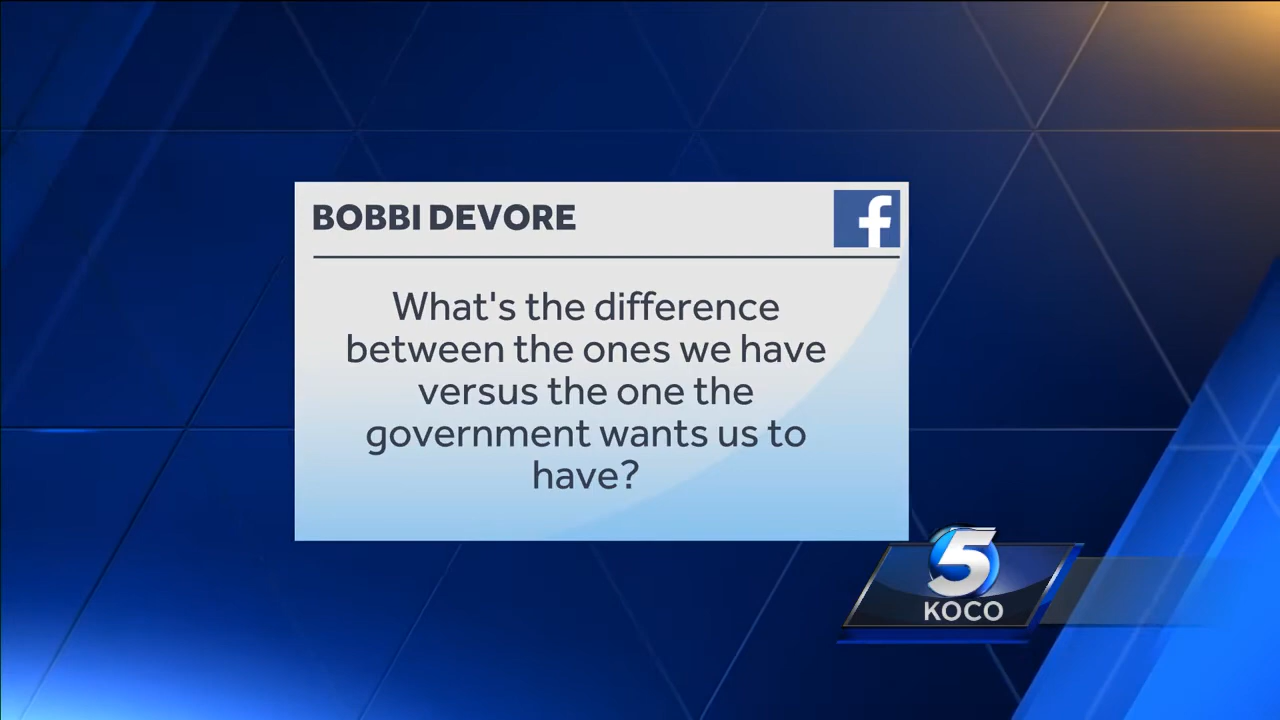 BOBBI DEVORE
f
What's the difference
between the ones we have
versus the one the
government wants us to
have?
5
KOCO